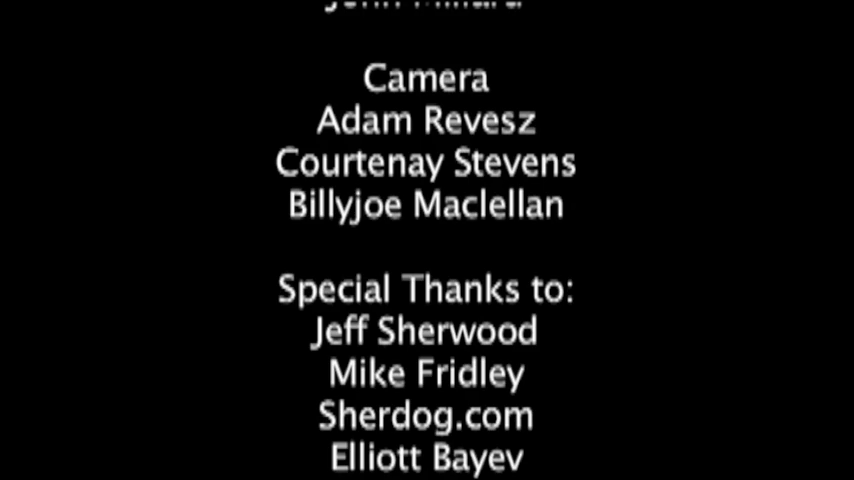 Camera
Adam Revesz
Courtenay Stevens
Billyjoe Maclellan
Special Thanks to:
Jeff Sherwood
Mike Fridley
Sherdog.com
Elliott Bayev